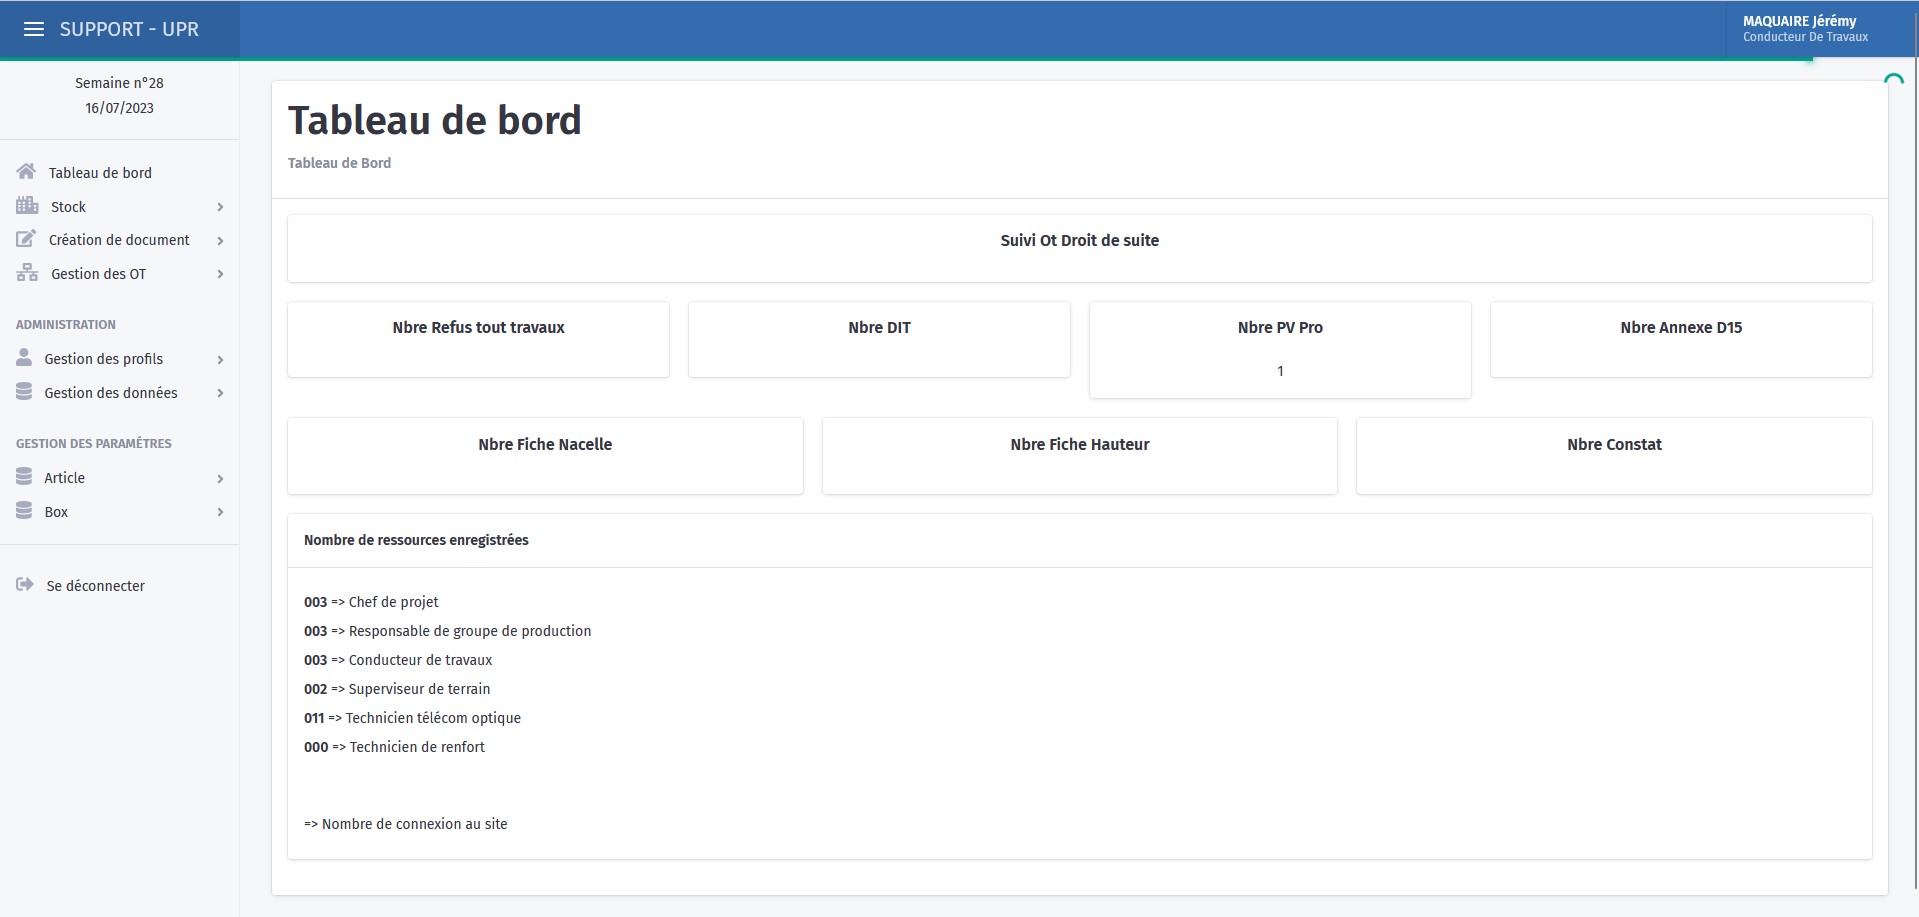 SUPPORT - UPR
MAQUAIRE Jérémy
Conducteur De Travaux
Semaine n°28
16/07/2023
Tableau de bord
Stock
Création de document
Gestion des OT
ADMINISTRATION
Gestion des profils
Gestion des données
GESTION DES PARAMÉTRES
Article
Box
Se déconnecter
Tableau de bord
Tableau de Bord
Suivi Ot Droit de suite
Nbre Refus tout travaux
Nbre DIT
Nbre PV Pro
1
Nbre Annexe D15
Nbre Fiche Nacelle
Nbre Fiche Hauteur
Nbre Constat
Nombre de ressources enregistrées
003 => Chef de projet
003 => Responsable de groupe de production
003 => Conducteur de travaux
002 => Superviseur de terrain
011 => Technicien télécom optique
000 => Technicien de renfort
=> Nombre de connexion au site